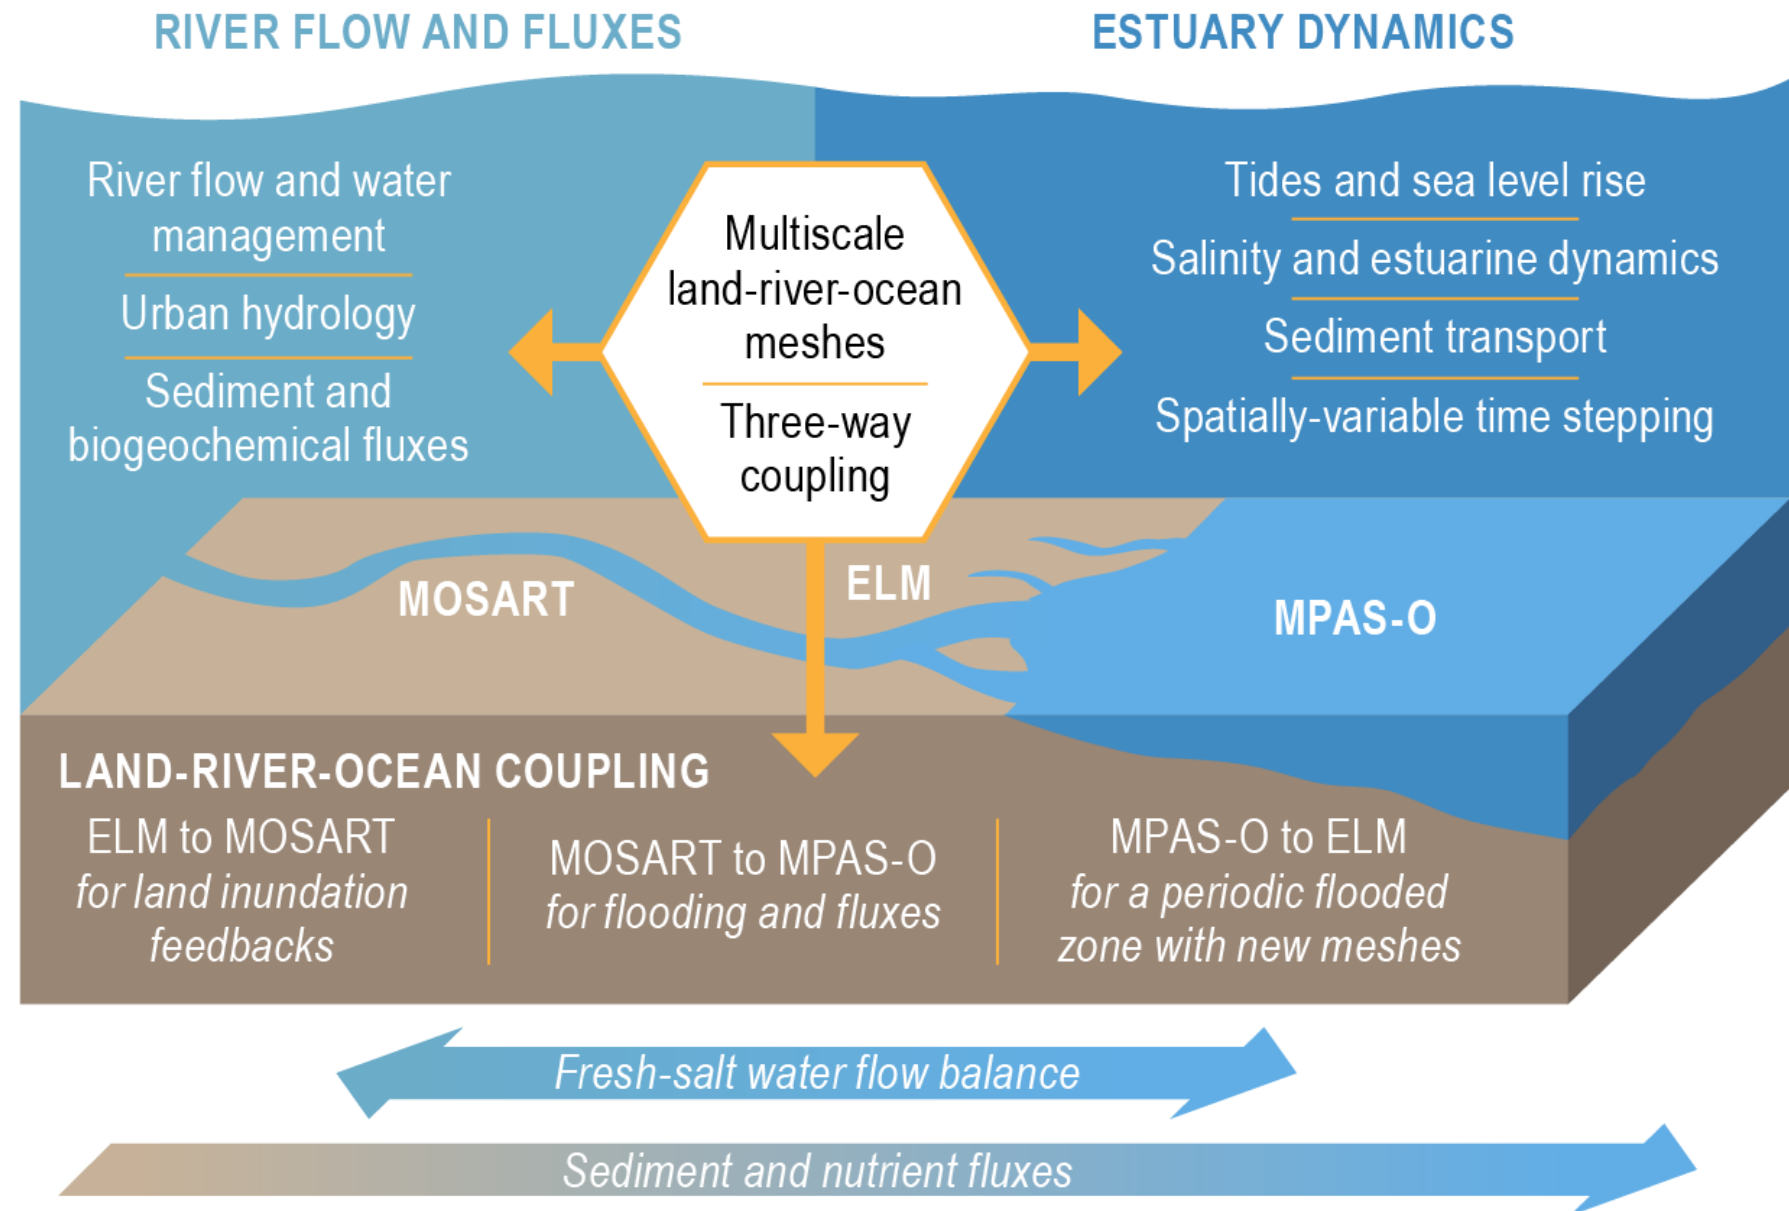 RIVER FLOW AND FLUXES
ESTUARY DYNAMICS
River flow and water
management
Urban hydrology
Sediment and
biogeochemical fluxes
Multiscale
land-river-ocean
meshes
Three-way
coupling
Tides and sea level rise
Salinity and estuarine dynamics
Sediment transport
Spatially-variable time stepping
MOSART
ELM
MPAS-O
LAND-RIVER-OCEAN COUPLING
ELM to MOSART
for land inundation
feedbacks
MOSART to MPAS-O
for flooding and fluxes
MPAS-O to ELM
for a periodic flooded
zone with new meshes
Fresh-salt water flow balance
Sediment and nutrient fluxes